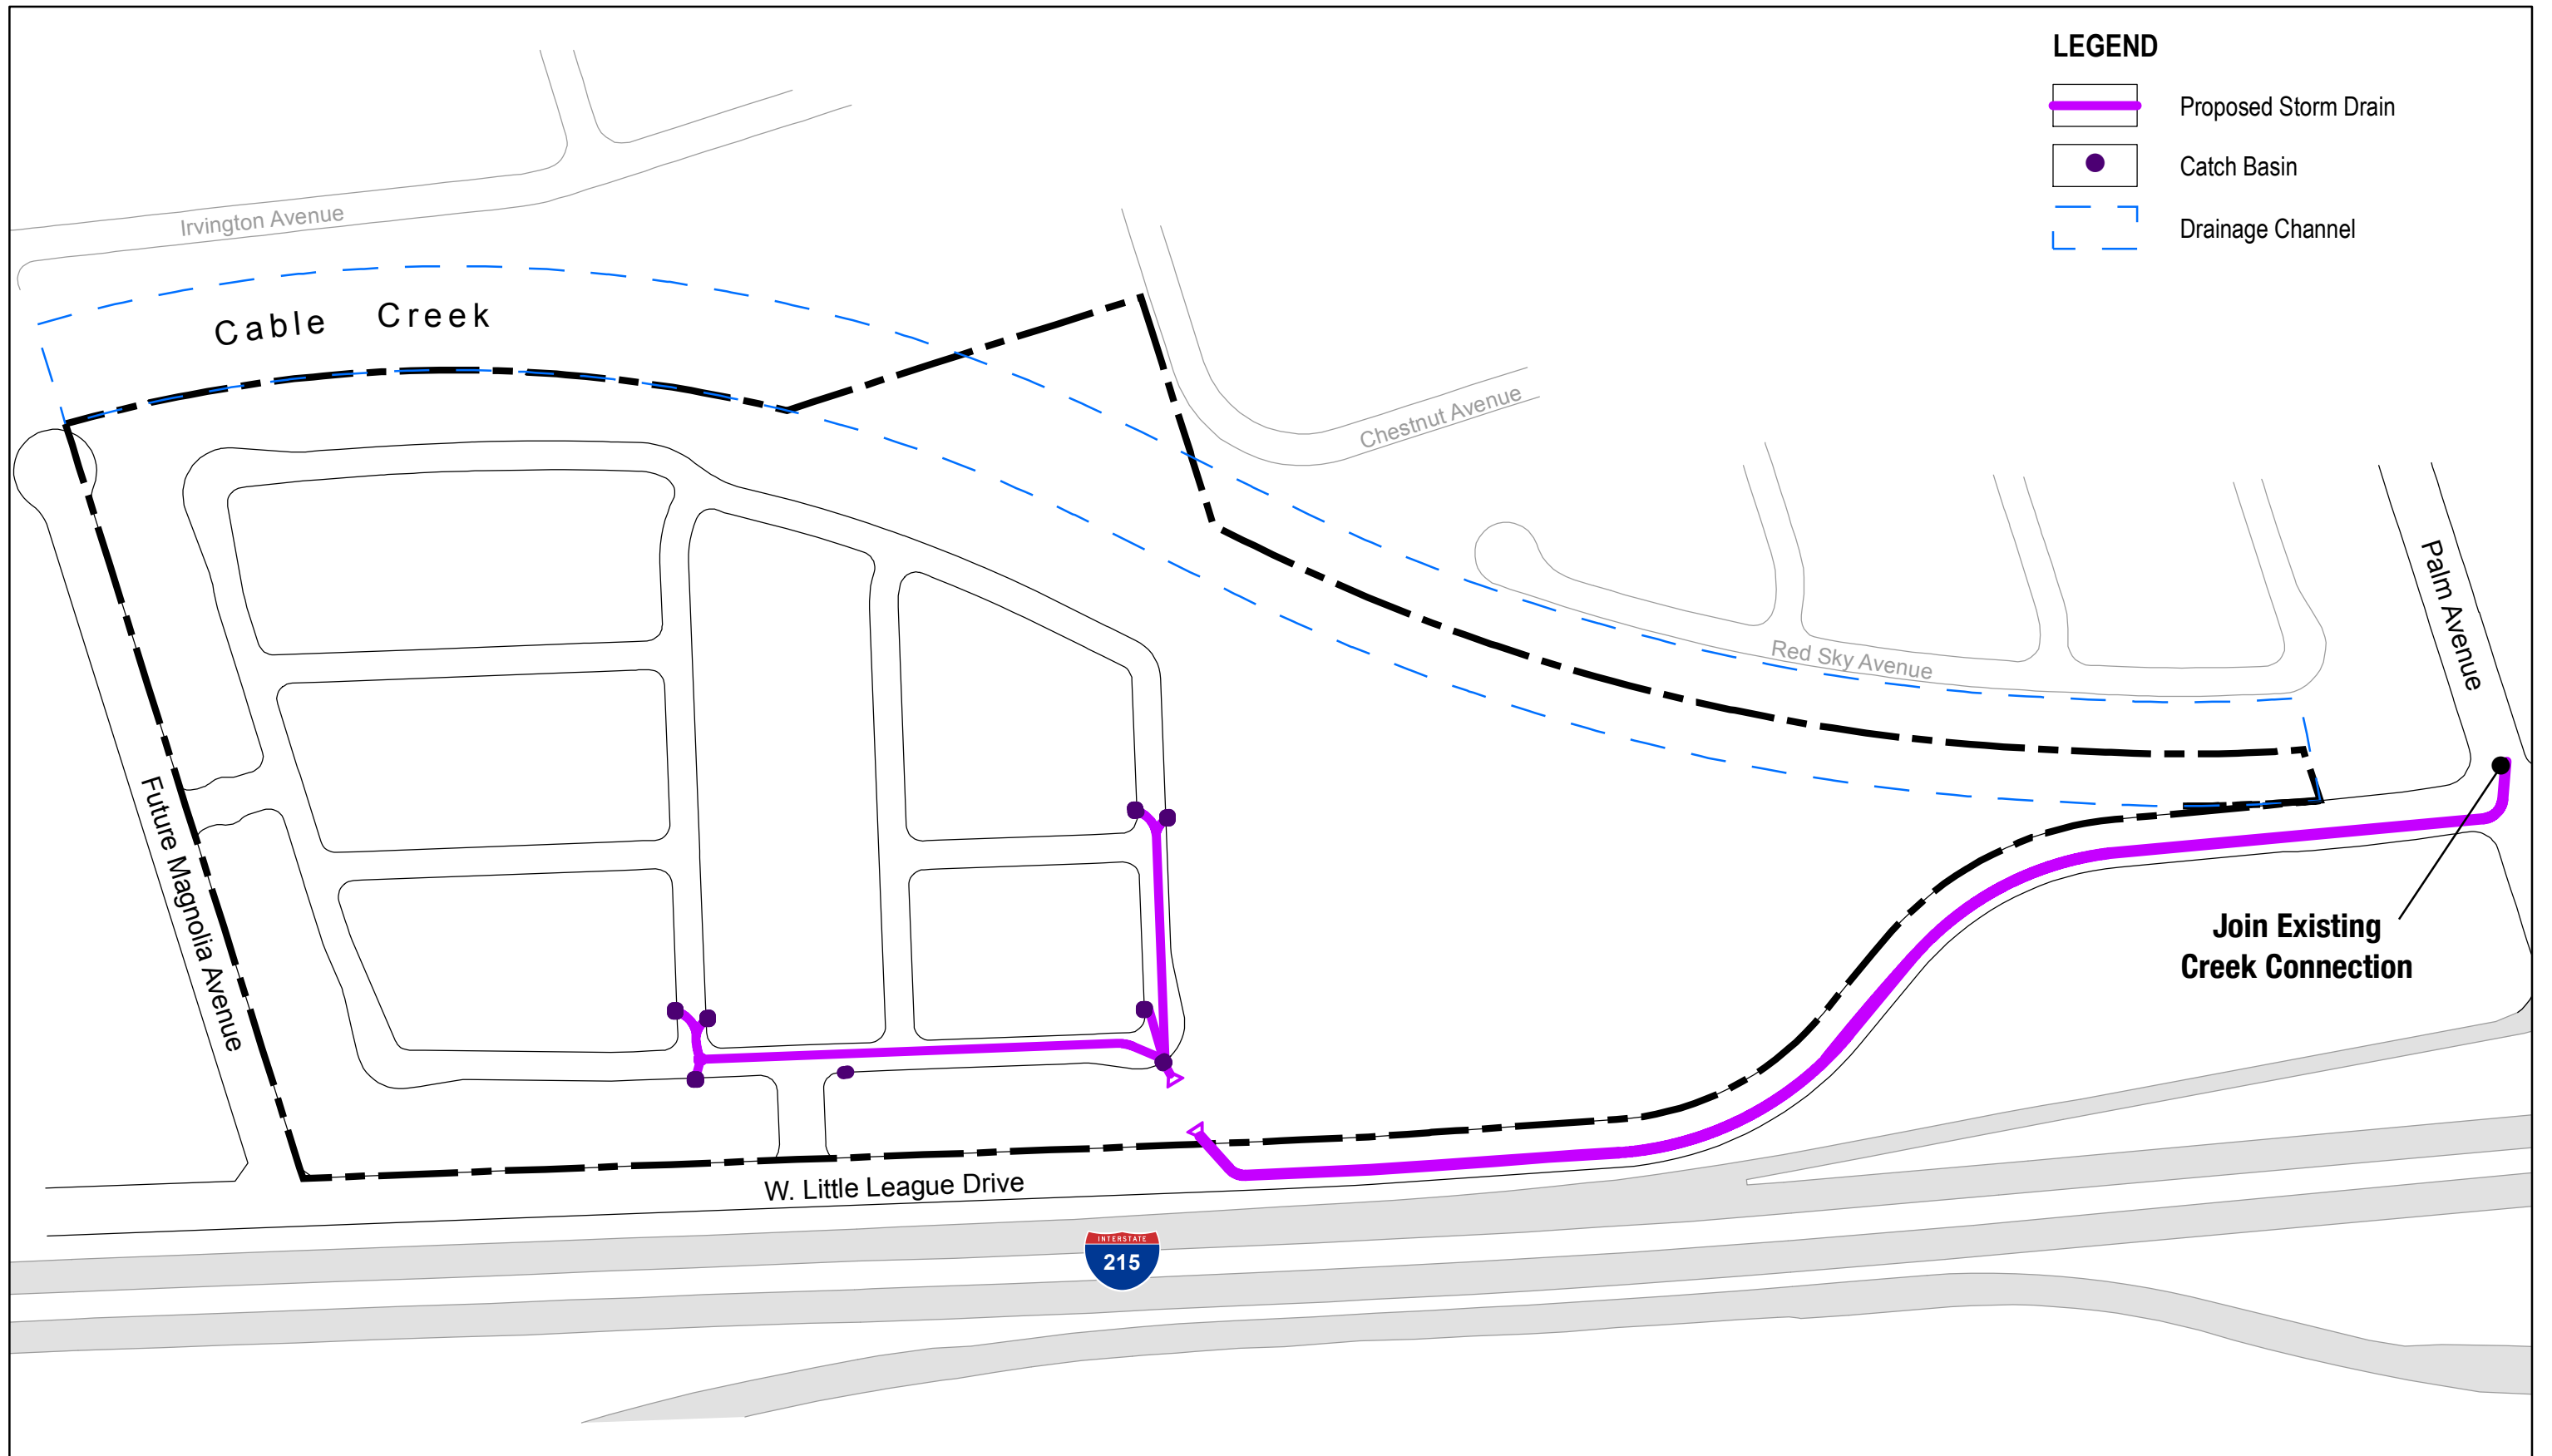 LEGEND
Proposed Storm Drain
Catch Basin
Drainage Channel
Irvington Avenue
Cable Creek
Chestnut Avenue
Red Sky Avenue
Palm Avenue
Future Magnolia Avenue
Join Existing
Creek Connection
W. Little League Drive
INTERSTATE
215